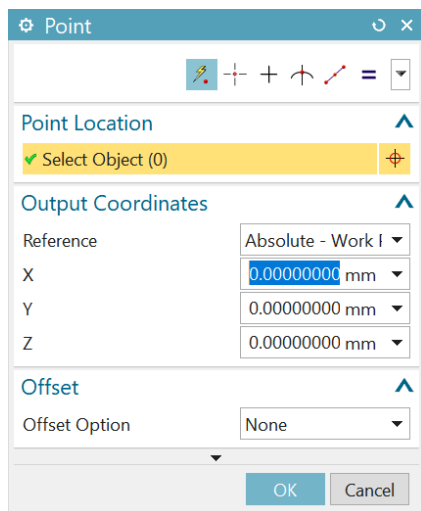 Point
Point Location
Select Object (0)
Output Coordinates
Reference Absolute - Work
X 0.00000000 mm
Y 0.00000000 mm
Z 0.00000000 mm
Offset
Offset Option None
OK Cancel